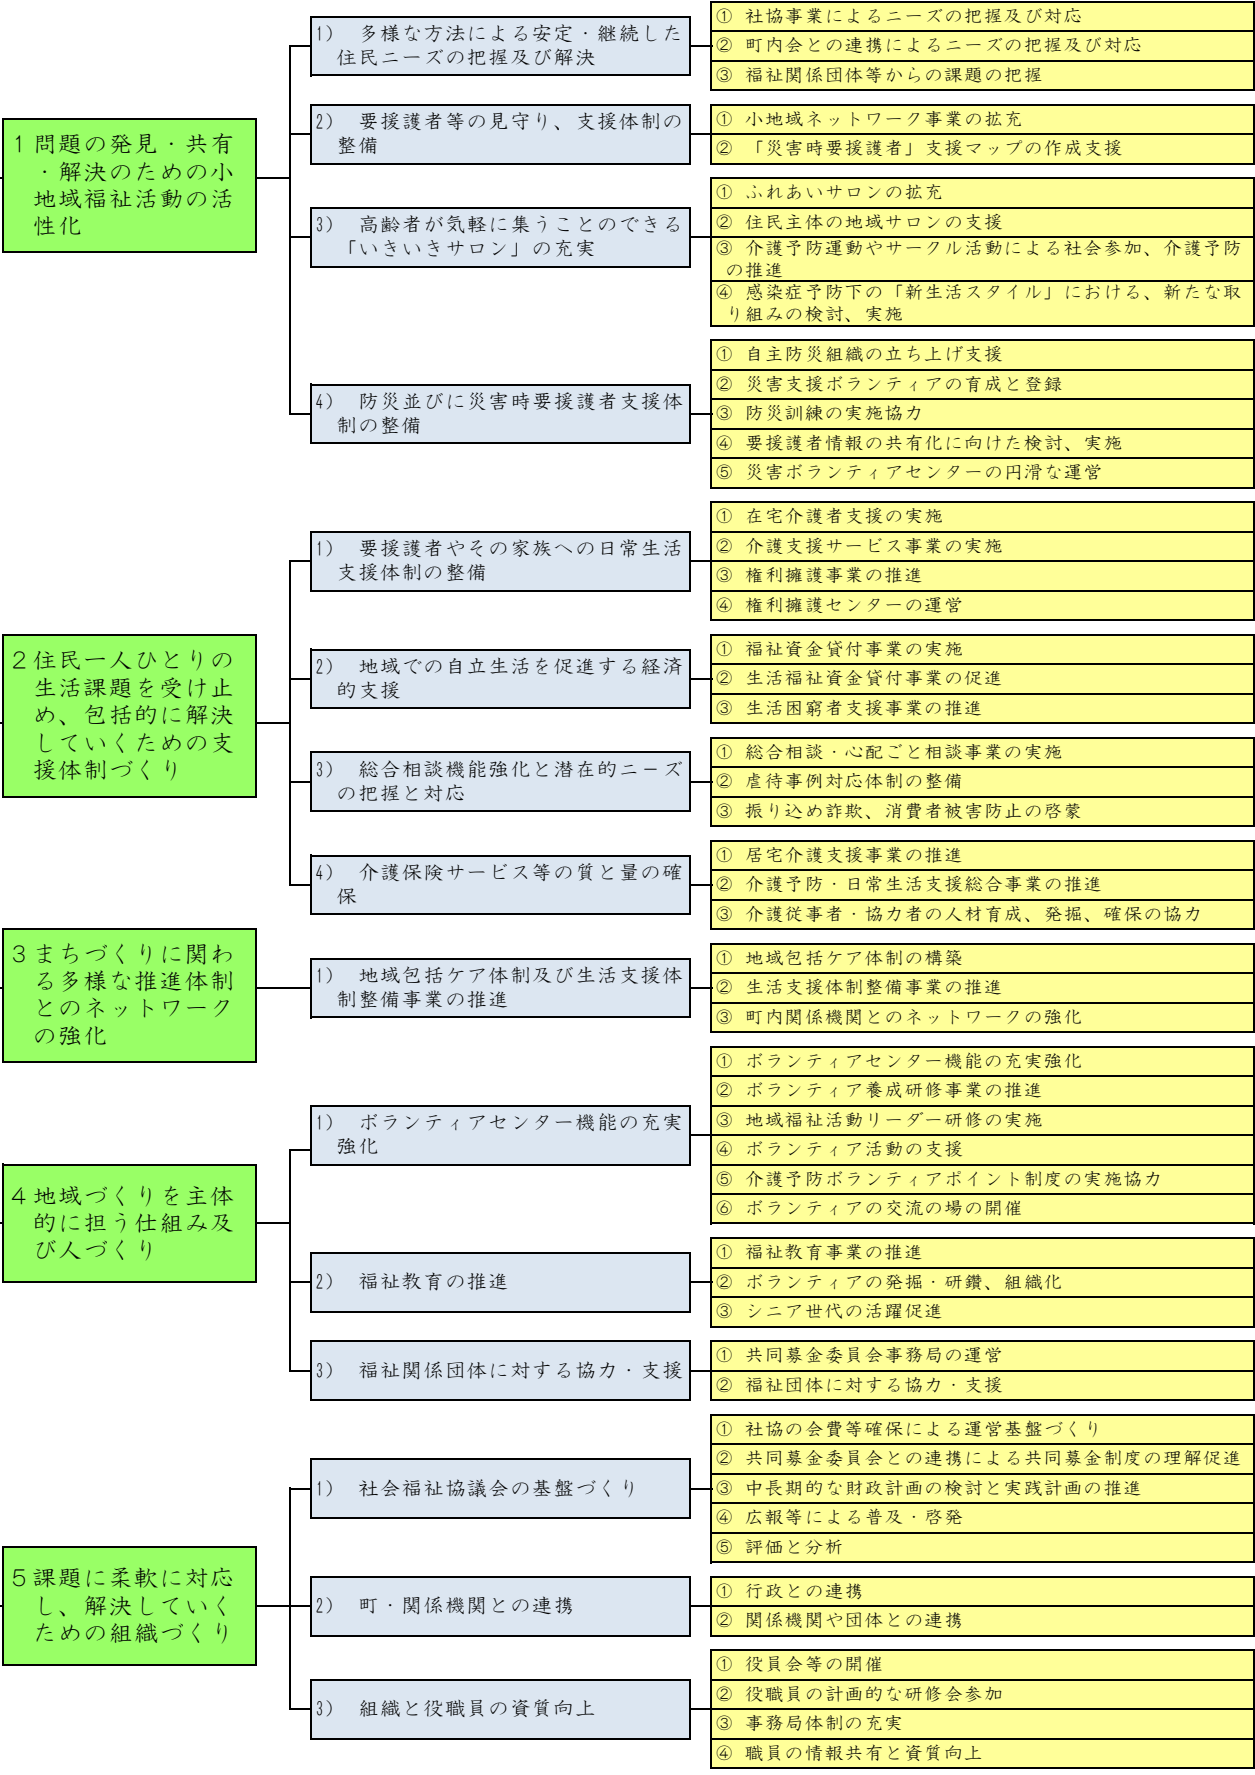 1問題の発見・共有
・解決のための小
地域福祉活動の活
性化
1) 多様な方法による安定・継続した
住民ニーズの把握及び解決
① 社協事業によるニーズの把握及び対応
② 町内会との連携によるニーズの把握及び対応
③ 福祉関係団体等からの課題の把握
2) 要援護者等の見守り、支援体制の
整備
① 小地域ネットワーク事業の拡充
② 「災害時要援護者」支援マップの作成支援
3) 高齢者が気軽に集うことのできる
「いきいきサロン」の充実
① ふれあいサロンの拡充
② 住民主体の地域サロンの支援
③ 介護予防運動やサークル活動による社会参加、介護予防
の推進
④ 感染症予防下の「新生活スタイル」における、新たな取
り組みの検討、実施
4) 防災並びに災害時要援護者支援体
制の整備
① 自主防災組織の立ち上げ支援
② 災害支援ボランティアの育成と登録
③ 防災訓練の実施協力
④ 要援護者情報の共有化に向けた検討、実施
⑤ 災害ボランティアセンターの円滑な運営
2住民一人ひとりの
生活課題を受け止
め、包括的に解決
していくための支
援体制づくり
1) 要援護者やその家族への日常生活
支援体制の整備
① 在宅介護者支援の実施
② 介護支援サービス事業の実施
③ 権利擁護事業の推進
④ 権利擁護センターの運営
2) 地域での自立生活を促進する経済
的支援
① 福祉資金貸付事業の実施
② 生活福祉資金貸付事業の促進
③ 生活困窮者支援事業の推進
3) 総合相談機能強化と潜在的ニーズ
の把握と対応
① 総合相談・心配ごと相談事業の実施
② 虐待事例対応体制の整備
③ 振り込め詐欺、消費者被害防止の啓蒙
4) 介護保険サービス等の質と量の確
保
① 居宅介護支援事業の推進
② 介護予防・日常生活支援総合事業の推進
③ 介護従事者・協力者の人材育成、発掘、確保の協力
3まちづくりに関わ
る多様な推進体制
とのネットワーク
の強化
1) 地域包括ケア体制及び生活支援体
制整備事業の推進
① 地域包括ケア体制の構築
② 生活支援体制整備事業の推進
③ 町内関係機関とのネットワークの強化
4地域づくりを主体
的に担う仕組み及
び人づくり
1) ボランティアセンター機能の充実
強化
① ボランティアセンター機能の充実強化
② ボランティア養成研修事業の推進
③ 地域福祉活動リーダー研修の実施
④ ボランティア活動の支援
⑤ 介護予防ボランティアポイント制度の実施協力
⑥ ボランティアの交流の場の開催
2) 福祉教育の推進
① 福祉教育事業の推進
② ボランティアの発掘・研鑽、組織化
③ シニア世代の活躍促進
3) 福祉関係団体に対する協力・支援
① 共同募金委員会事務局の運営
② 福祉団体に対する協力・支援
5課題に柔軟に対応
し、解決していく
ための組織づくり
1) 社会福祉協議会の基盤づくり
① 社協の会費等確保による運営基盤づくり
② 共同募金委員会との連携による共同募金制度の理解促進
③ 中長期的な財政計画の検討と実践計画の推進
④ 広報等による普及・啓発
⑤ 評価と分析
2) 町・関係機関との連携
① 行政との連携
② 関係機関や団体との連携
3) 組織と役職員の資質向上
① 役員会等の開催
② 役職員の計画的な研修会参加
③ 事務局体制の充実
④ 職員の情報共有と資質向上